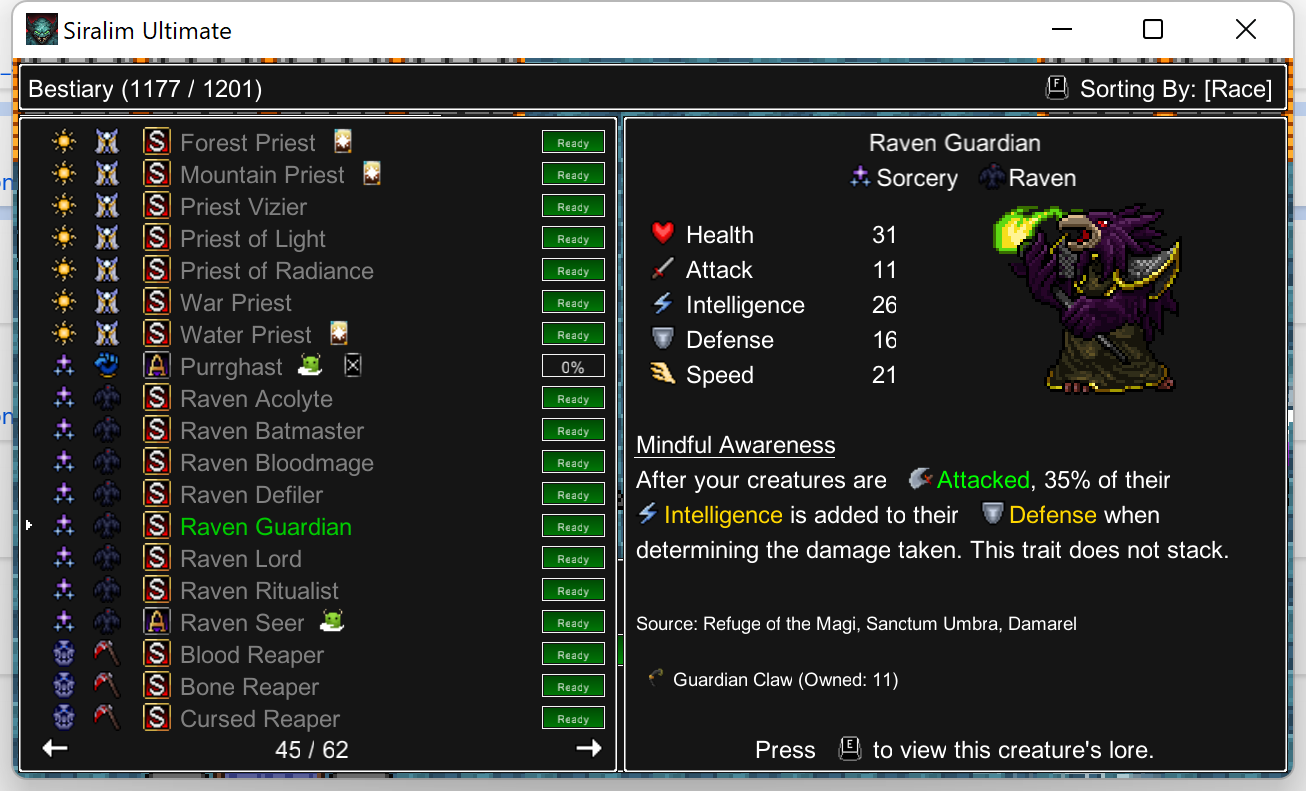 Siralim Ultimate
Bestiary (1177 / 1201)
F Sorting By: [Race]
S Forest Priest Ready
S Mountain Priest Ready
S Priest Vizier Ready
S Priest of Light Ready
S Priest of Radiance Ready
S War Priest Ready
S Water Priest Ready
A Purrghast 0%
S Raven Acolyte Ready
S Raven Batmaster Ready
S Raven Bloodmage Ready
S Raven Defiler Ready
S Raven Guardian Ready
S Raven Lord Ready
S Raven Ritualist Ready
A Raven Seer Ready
S Blood Reaper Ready
S Bone Reaper Ready
S Cursed Reaper Ready
45 / 62
Raven Guardian
Sorcery Raven
Health 31
Attack 11
Intelligence 26
Defense 16
Speed 21
Mindful Awareness
After your creatures are Attacked, 35% of their
Intelligence is added to their Defense when
determining the damage taken. This trait does not stack.
Source: Refuge of the Magi, Sanctum Umbra, Damarel
Guardian Claw (Owned: 11)
Press E to view this creature's lore.